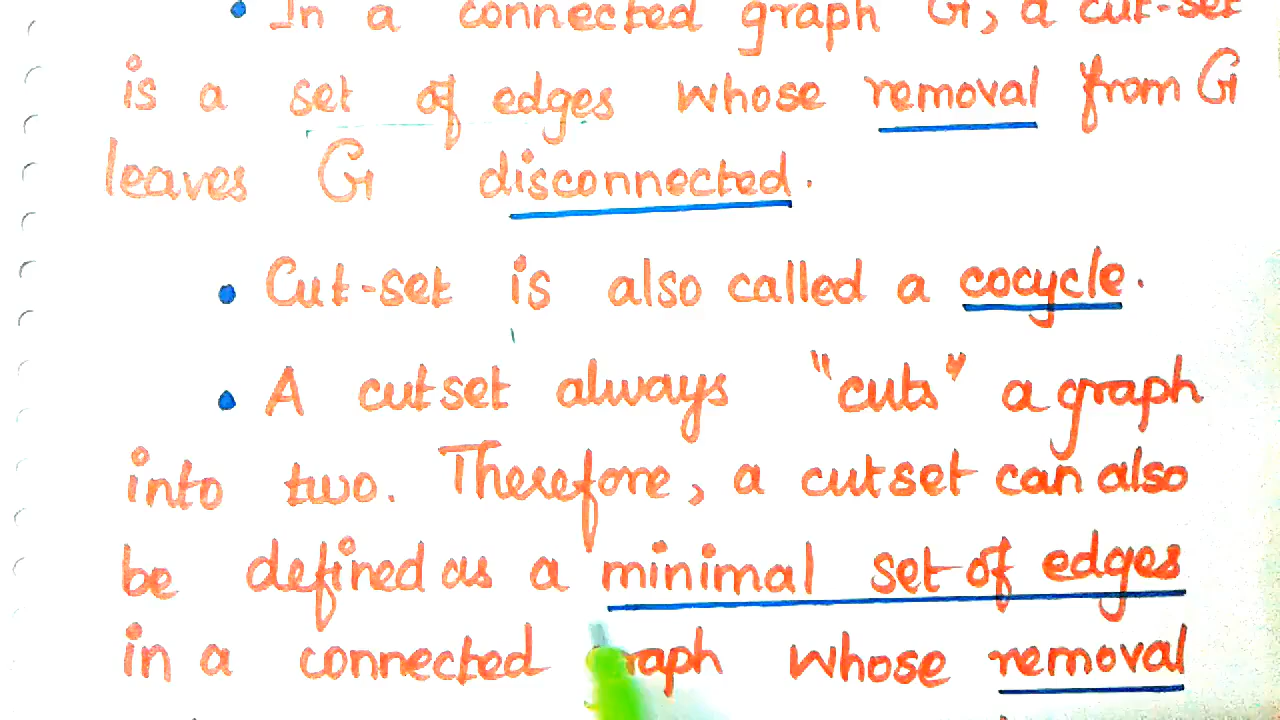 • In a connected graph G, a cut-set
is a set of edges whose removal from G
leaves G disconnected.
• Cut-set is also called a cocycle.
• A cutset always "cuts" a graph
into two. Therefore, a cutset can also
be defined as a minimal set of edges
in a connected graph whose removal